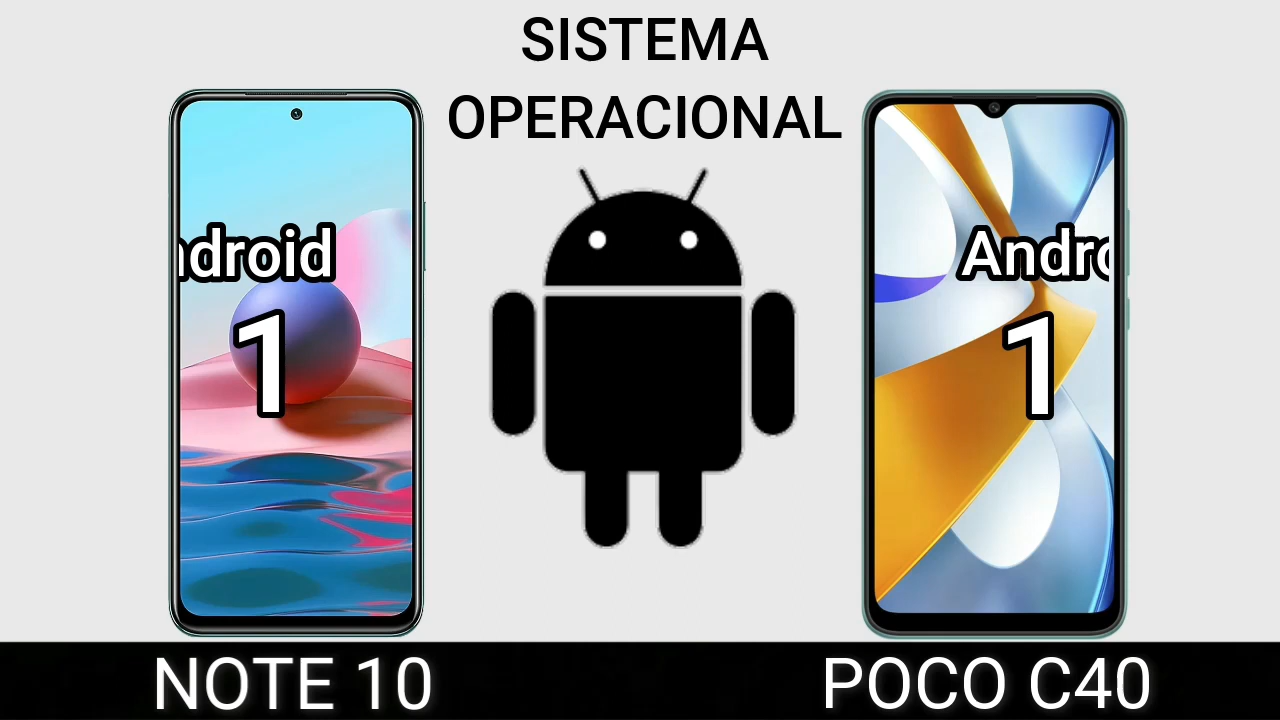 SISTEMA
OPERACIONAL
ndroid
1
Andro
1
NOTE 10
POCO C40